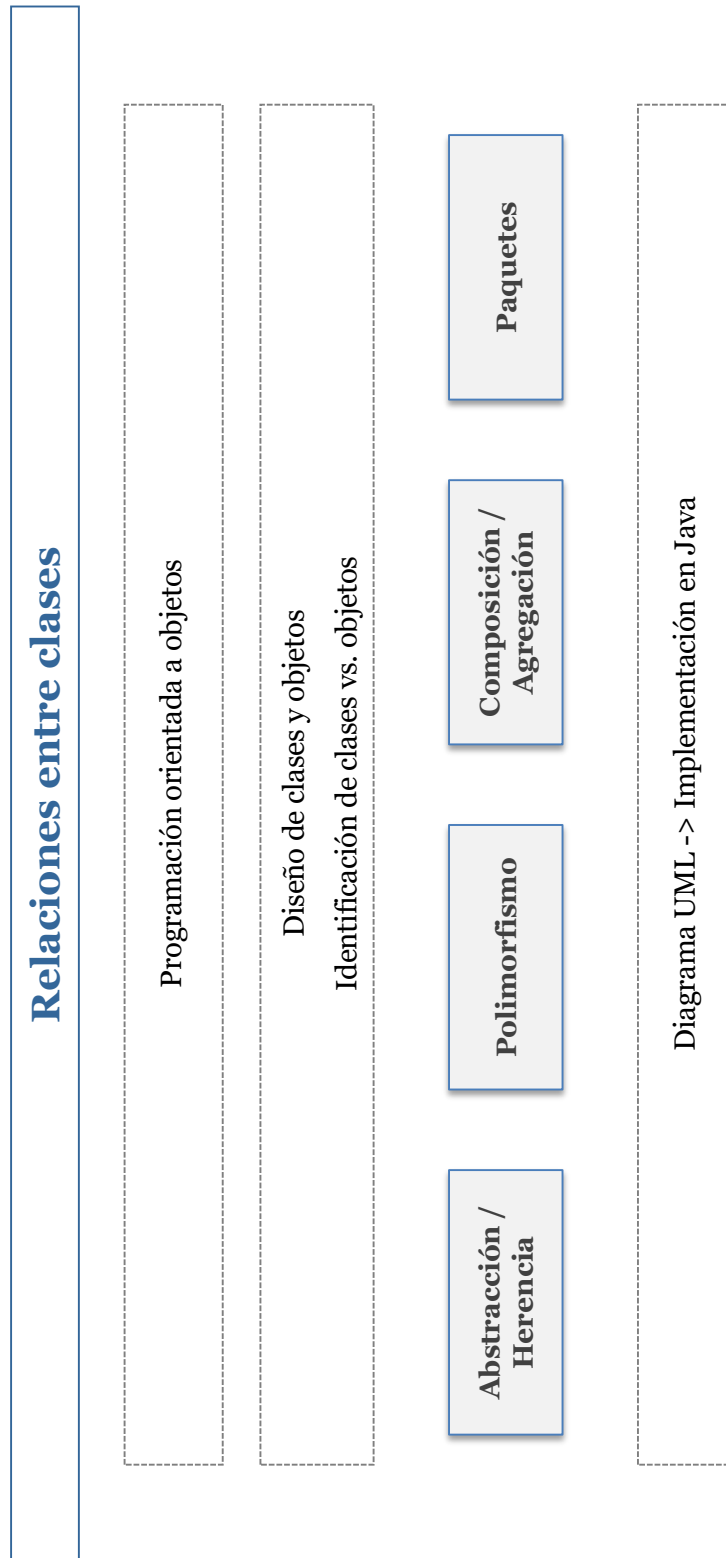 Relaciones entre clases
Programación orientada a objetos
Diseño de clases y objetos
Identificación de clases vs. objetos
Abstracción /
Herencia
Polimorfismo
Composición /
Agregación
Paquetes
Diagrama UML -> Implementación en Java